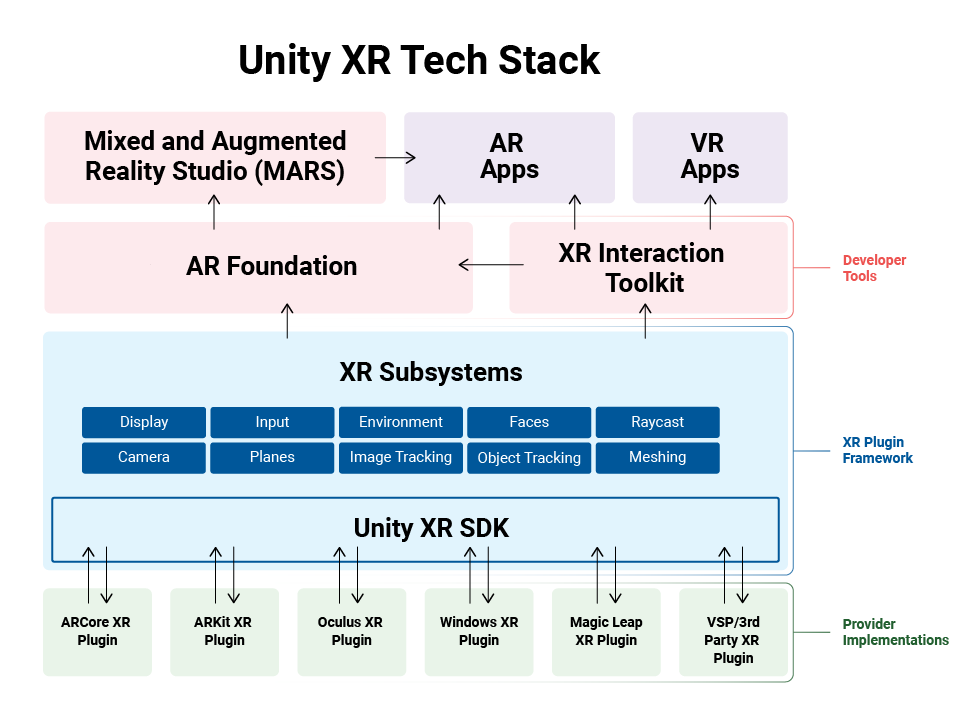 Unity XR Tech Stack
Mixed and Augmented
Reality Studio (MARS)
AR
Apps
VR
Apps
AR Foundation
XR Interaction
Toolkit
Developer
Tools
XR Subsystems
Display
Input
Environment
Faces
Raycast
Camera
Planes
Image Tracking
Object Tracking
Meshing
XR Plugin
Framework
Unity XR SDK
ARCore XR
Plugin
ARKit XR
Plugin
Oculus XR
Plugin
Windows XR
Plugin
Magic Leap
XR Plugin
VSP/3rd
Party XR
Plugin
Provider
Implementations